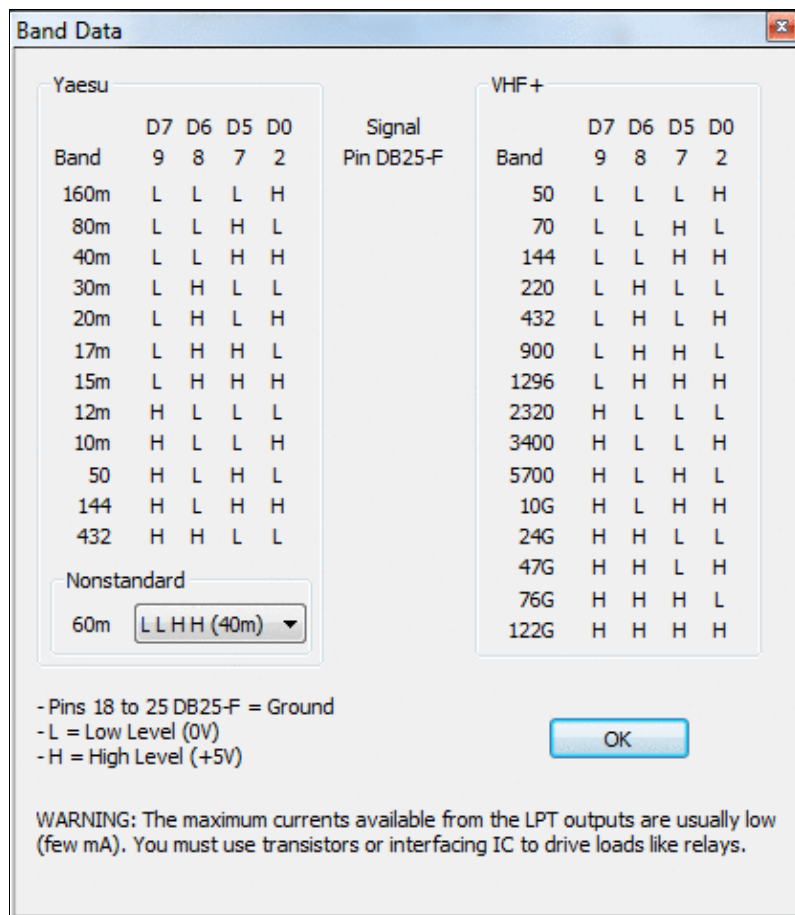 Band Data
Yaesu
D7 D6 D5 D0
Band 9 8 7 2
160m L L L H
80m L L H L
40m L L H H
30m L H L L
20m L H L H
17m L H H L
15m L H H H
12m H L L L
10m H L L H
50 H L H L
144 H L H H
432 H H L L
Nonstandard
60m L L H H (40m)
Signal
Pin DB25-F
VHF+
D7 D6 D5 D0
Band 9 8 7 2
50 L L L H
70 L L H L
144 L L H H
220 L H L L
432 L H L H
900 L H H L
1296 L H H H
2320 H L L L
3400 H L L H
5700 H L H L
10G H L H H
24G H H L L
47G H H L H
76G H H H L
122G H H H H
- Pins 18 to 25 DB25-F = Ground
- L = Low Level (0V)
- H = High Level (+5V)
OK
WARNING: The maximum currents available from the LPT outputs are usually low
(few mA). You must use transistors or interfacing IC to drive loads like relays.